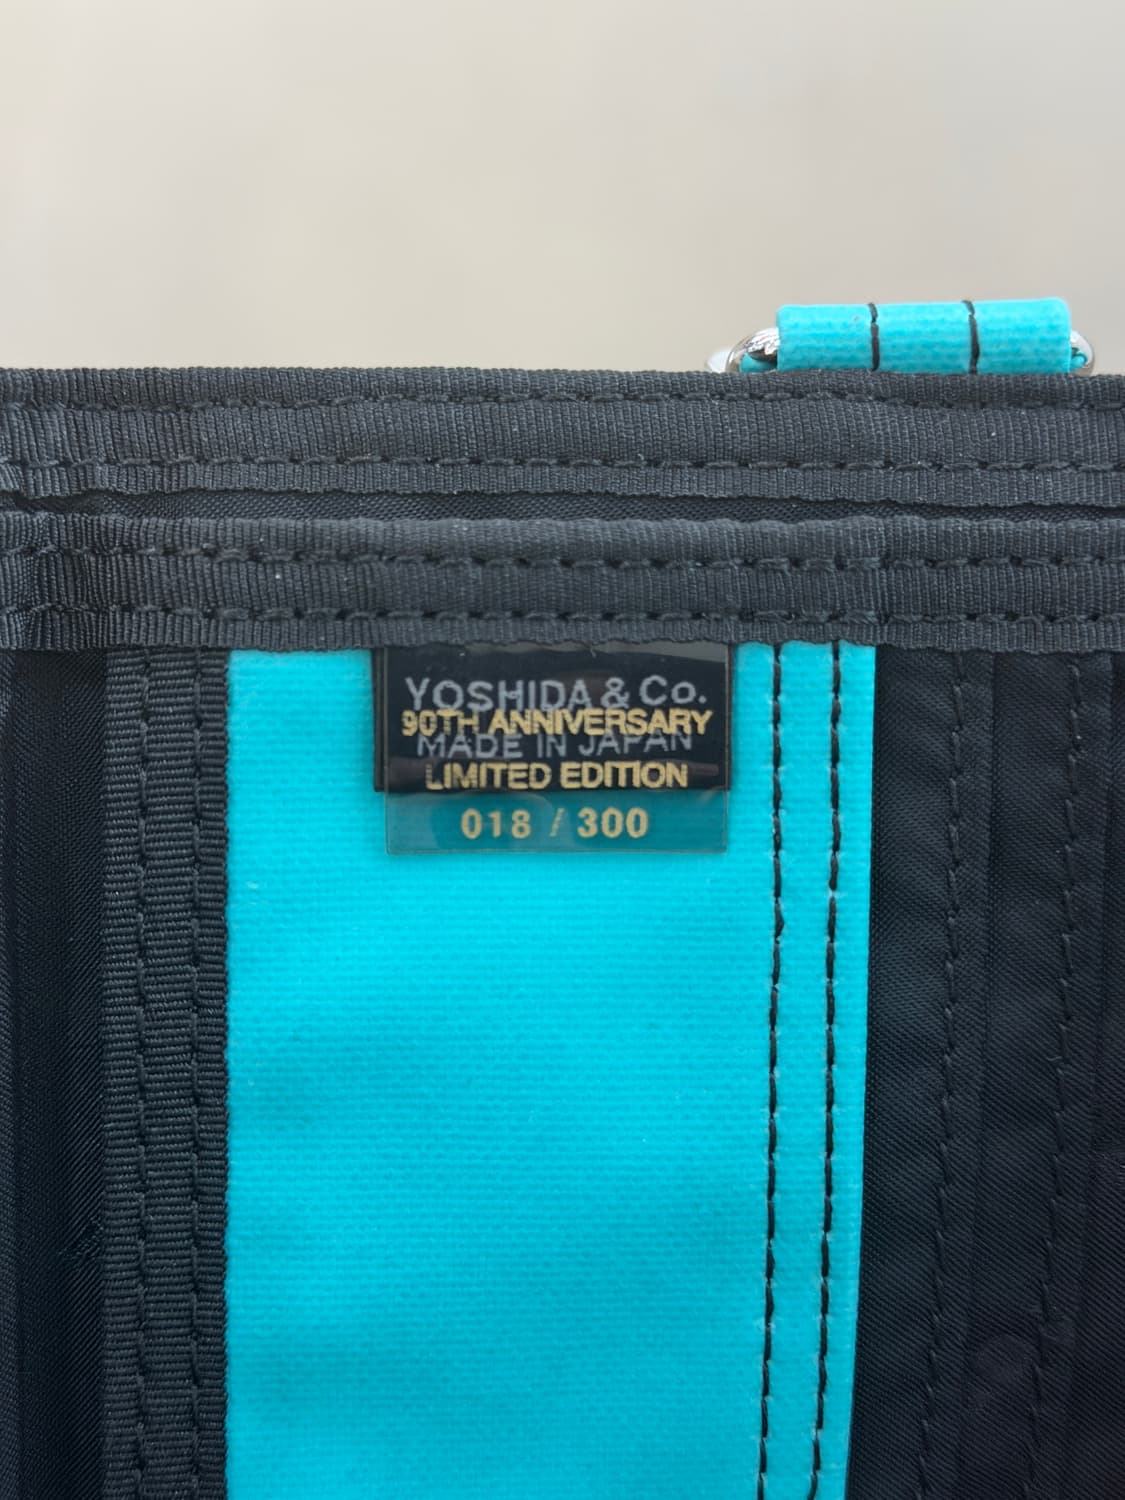 YOSHIDA & Co.
90TH ANNIVERSARY
MADE IN JAPAN
LIMITED EDITION
018 / 300